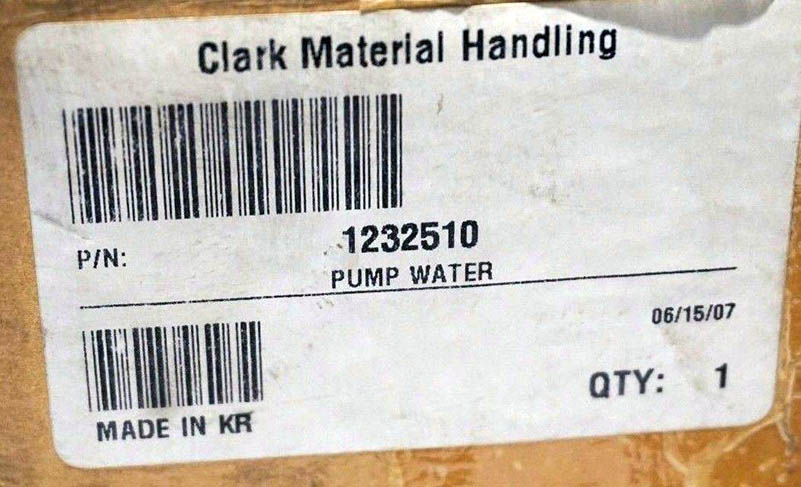 Clark Material Handling
P/N: 1232510
PUMP WATER
06/15/07
QTY: 1
MADE IN KR